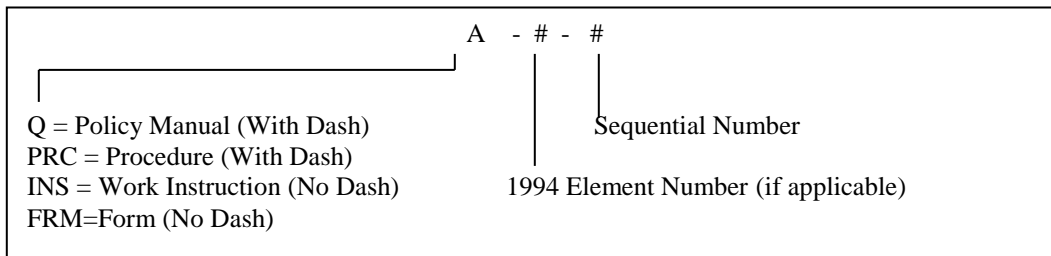 A - # - #
Q = Policy Manual (With Dash) Sequential Number
PRC = Procedure (With Dash)
INS = Work Instruction (No Dash) 1994 Element Number (if applicable)
FRM=Form (No Dash)